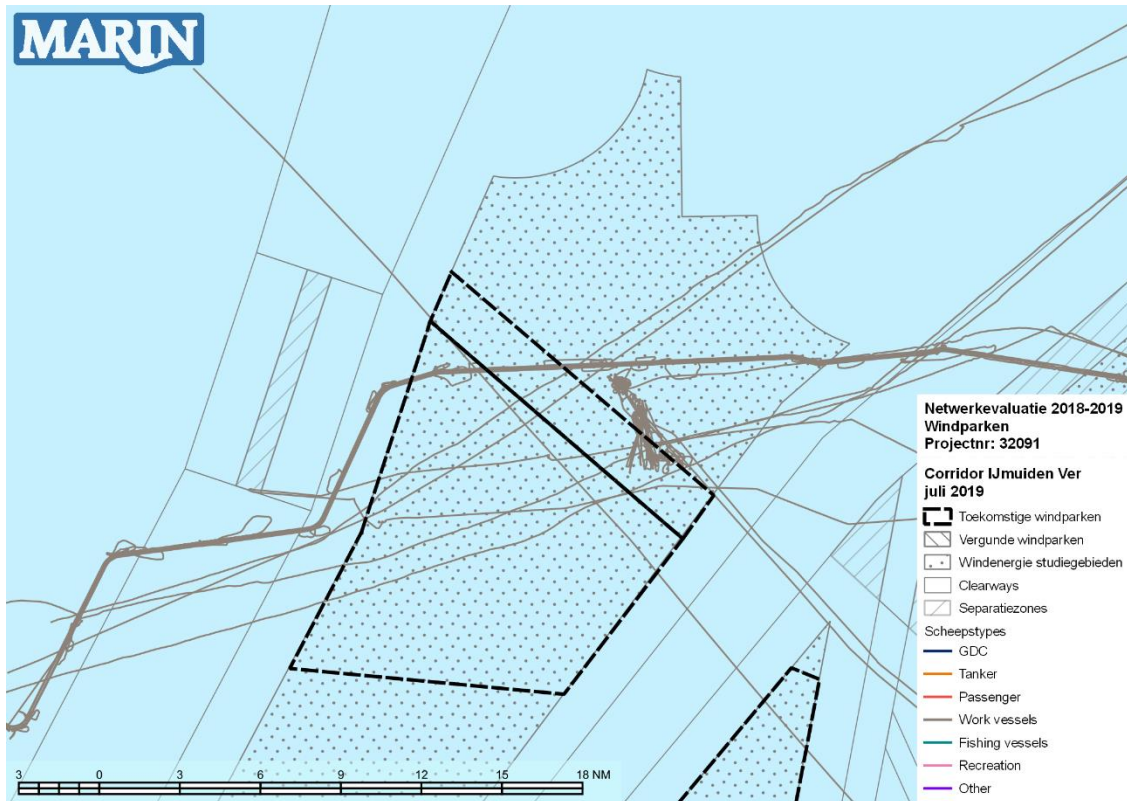 MARIN
Netwerkevaluatie 2018-2019
Windparken
Projectnr: 32091
Corridor IJmuiden Ver
juli 2019
Toekomstige windparken
Vergunde windparken
Windenergie studiegebieden
Clearways
Separatiezones
Scheepstypes
GDC
Tanker
Passenger
Work vessels
Fishing vessels
Recreation
Other
3 0 3 6 9 12 15 18 NM